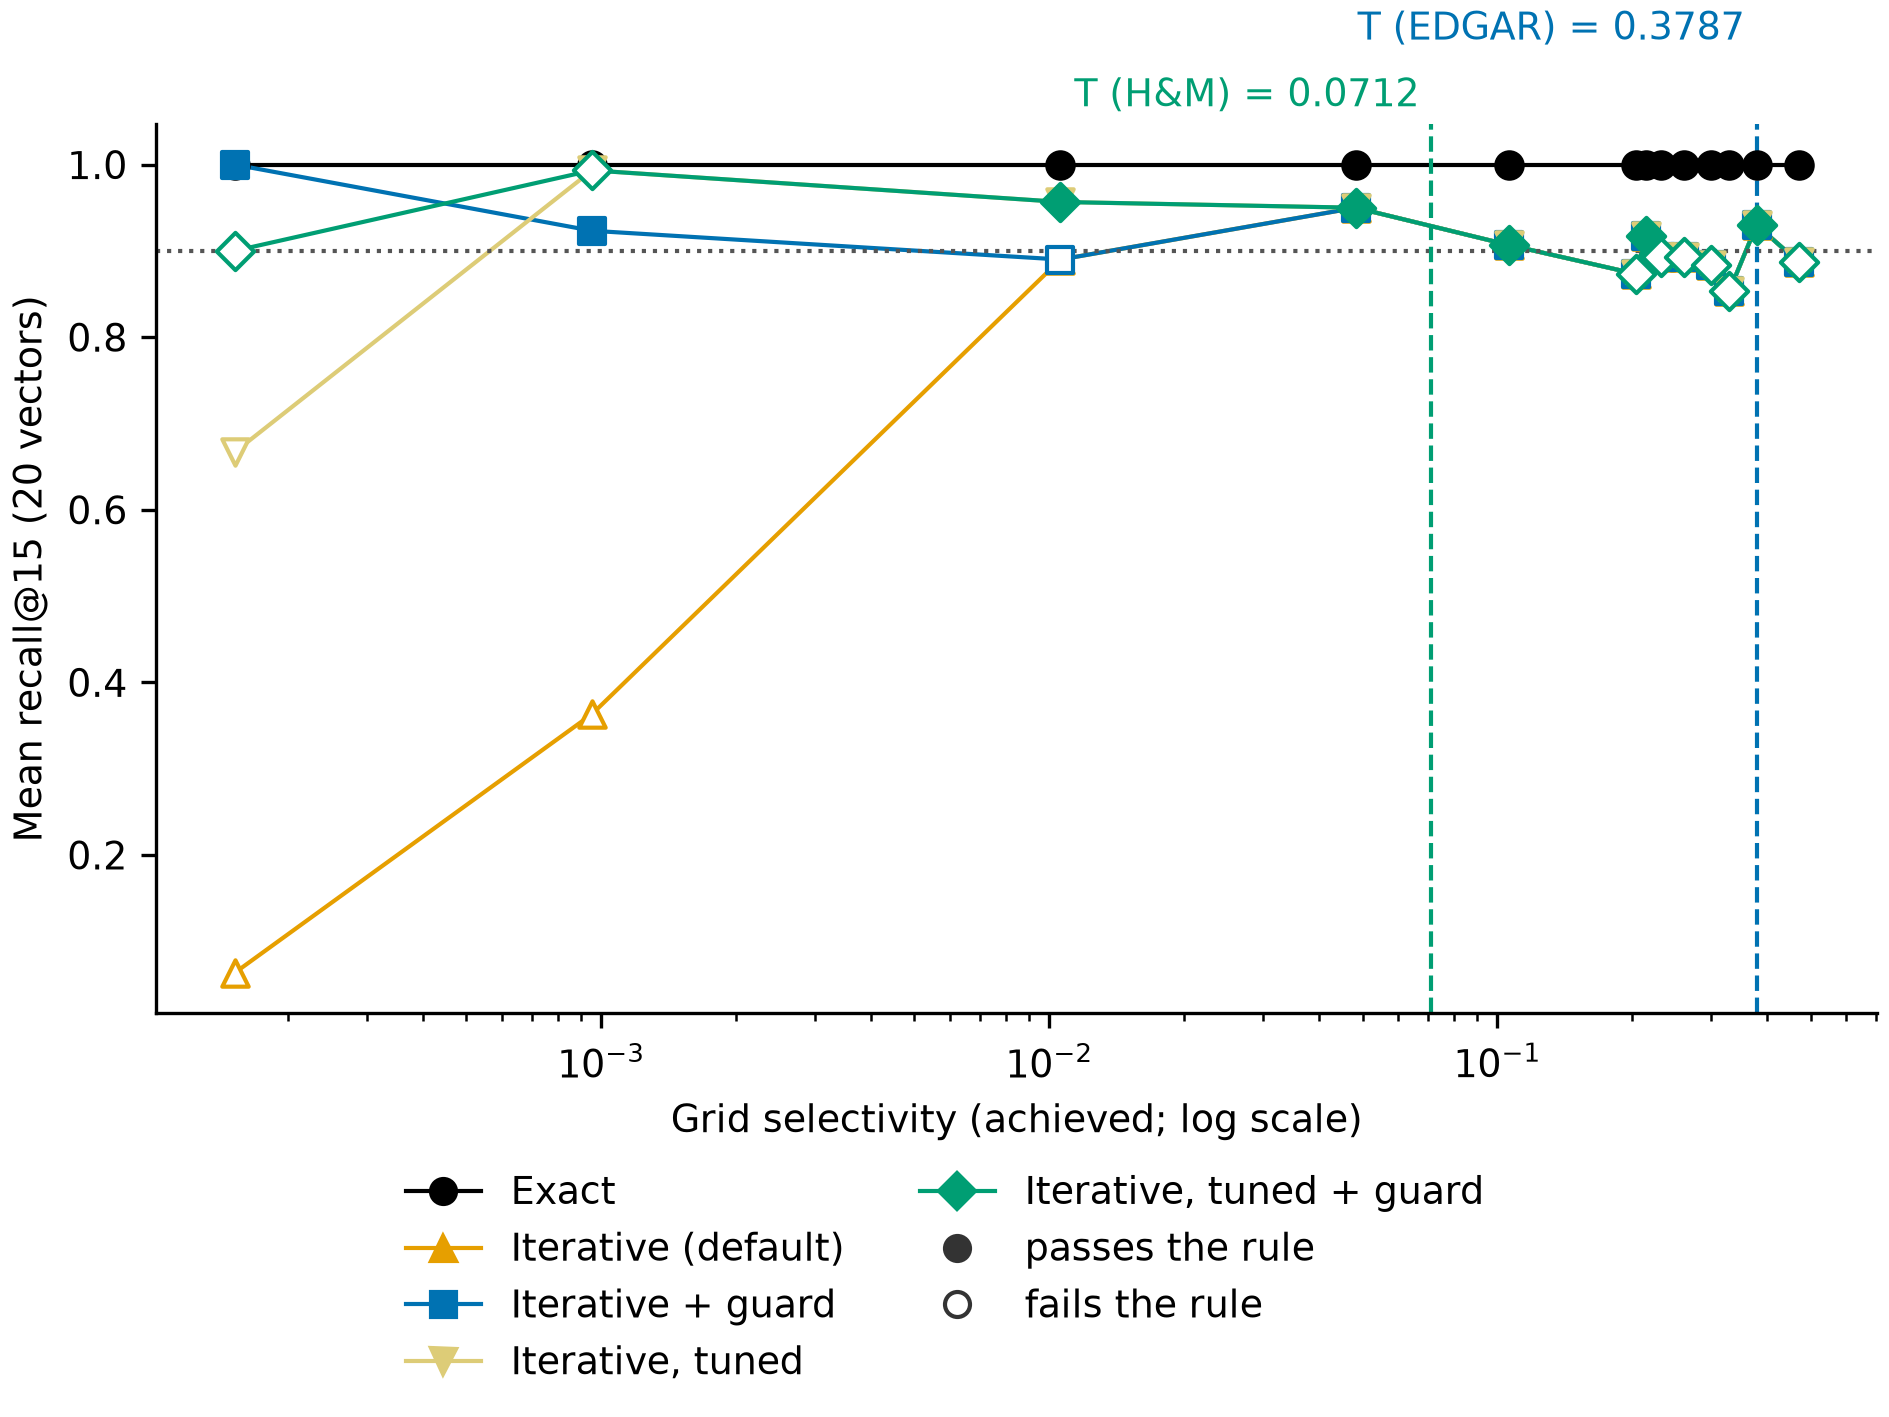 T (EDGAR) = 0.3787
T (H&M) = 0.0712
1.0
0.8
0.6
0.4
0.2
Mean recall@15 (20 vectors)
10⁻³
10⁻²
10⁻¹
Grid selectivity (achieved; log scale)
Exact
Iterative (default)
Iterative + guard
Iterative, tuned
Iterative, tuned + guard
passes the rule
fails the rule